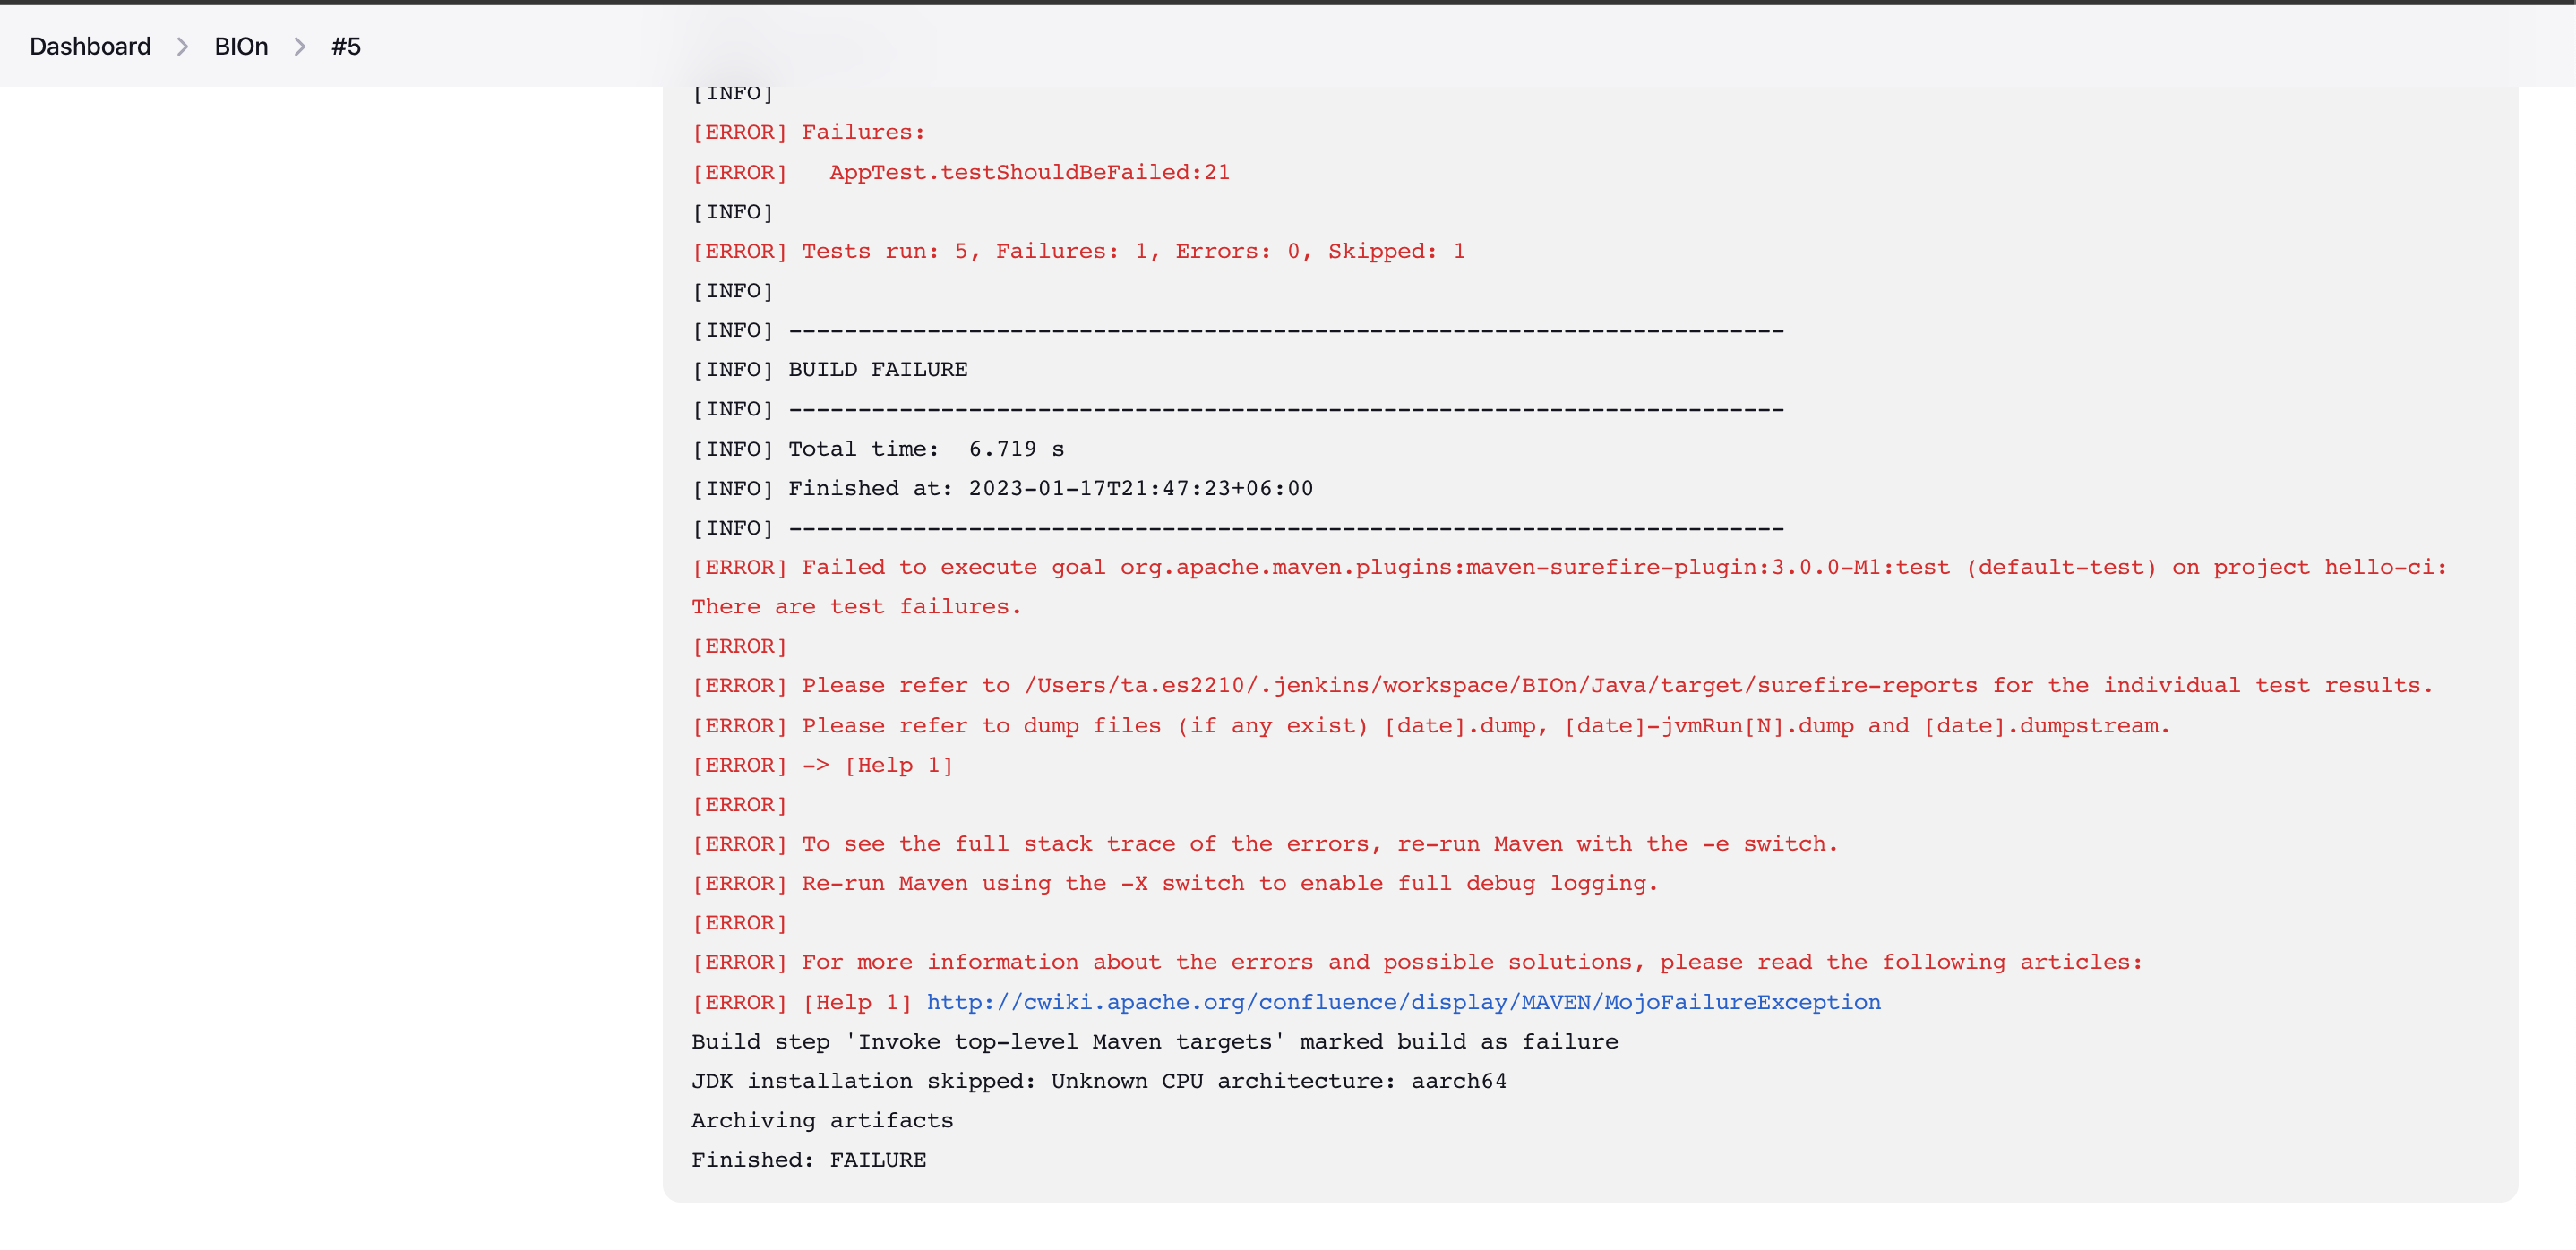 Dashboard > BIOn > #5
[INFO]
[ERROR] Failures:
[ERROR]   AppTest.testShouldBeFailed:21
[INFO]
[ERROR] Tests run: 5, Failures: 1, Errors: 0, Skipped: 1
[INFO]
[INFO] ------------------------------------------------------------------------
[INFO] BUILD FAILURE
[INFO] ------------------------------------------------------------------------
[INFO] Total time:  6.719 s
[INFO] Finished at: 2023-01-17T21:47:23+06:00
[INFO] ------------------------------------------------------------------------
[ERROR] Failed to execute goal org.apache.maven.plugins:maven-surefire-plugin:3.0.0-M1:test (default-test) on project hello-ci:
There are test failures.
[ERROR]
[ERROR] Please refer to /Users/ta.es2210/.jenkins/workspace/BIOn/Java/target/surefire-reports for the individual test results.
[ERROR] Please refer to dump files (if any exist) [date].dump, [date]-jvmRun[N].dump and [date].dumpstream.
[ERROR] -> [Help 1]
[ERROR]
[ERROR] To see the full stack trace of the errors, re-run Maven with the -e switch.
[ERROR] Re-run Maven using the -X switch to enable full debug logging.
[ERROR]
[ERROR] For more information about the errors and possible solutions, please read the following articles:
[ERROR] [Help 1] http://cwiki.apache.org/confluence/display/MAVEN/MojoFailureException
Build step 'Invoke top-level Maven targets' marked build as failure
JDK installation skipped: Unknown CPU architecture: aarch64
Archiving artifacts
Finished: FAILURE